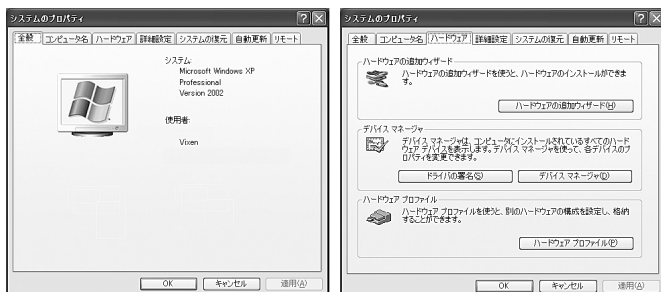 システムのプロパティ
全般 コンピュータ名 ハードウェア 詳細設定 システムの復元 自動更新 リモート
システム:
Microsoft Windows XP
Professional
Version 2002
使用者:
Vixen
OK キャンセル 適用(A)
システムのプロパティ
全般 コンピュータ名 ハードウェア 詳細設定 システムの復元 自動更新 リモート
ハードウェアの追加ウィザード
ハードウェアの追加ウィザードを使うと、ハードウェアのインストールができま
す。
ハードウェアの追加ウィザード(H)
デバイス マネージャ
デバイス マネージャは、コンピュータにインストールされているすべてのハード
ウェア デバイスを表示します。デバイス マネージャを使って、各デバイスのプ
ロパティを変更できます。
ドライバの署名(S) デバイス マネージャ(D)
ハードウェア プロファイル
ハードウェア プロファイルを使うと、別のハードウェアの構成を設定し、格納
することができます。
ハードウェア プロファイル(P)
OK キャンセル 適用(A)